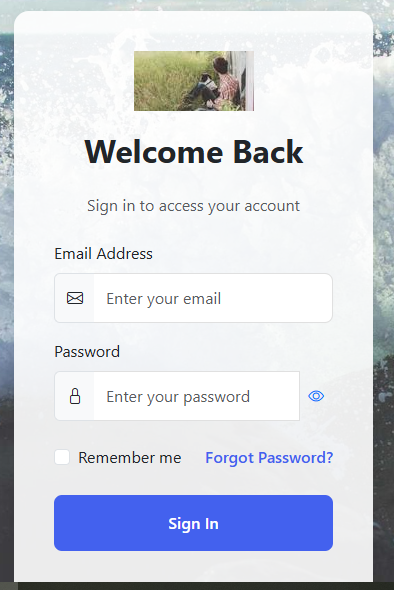 Welcome Back
Sign in to access your account
Email Address
Enter your email
Password
Enter your password
Remember me Forgot Password?
Sign In